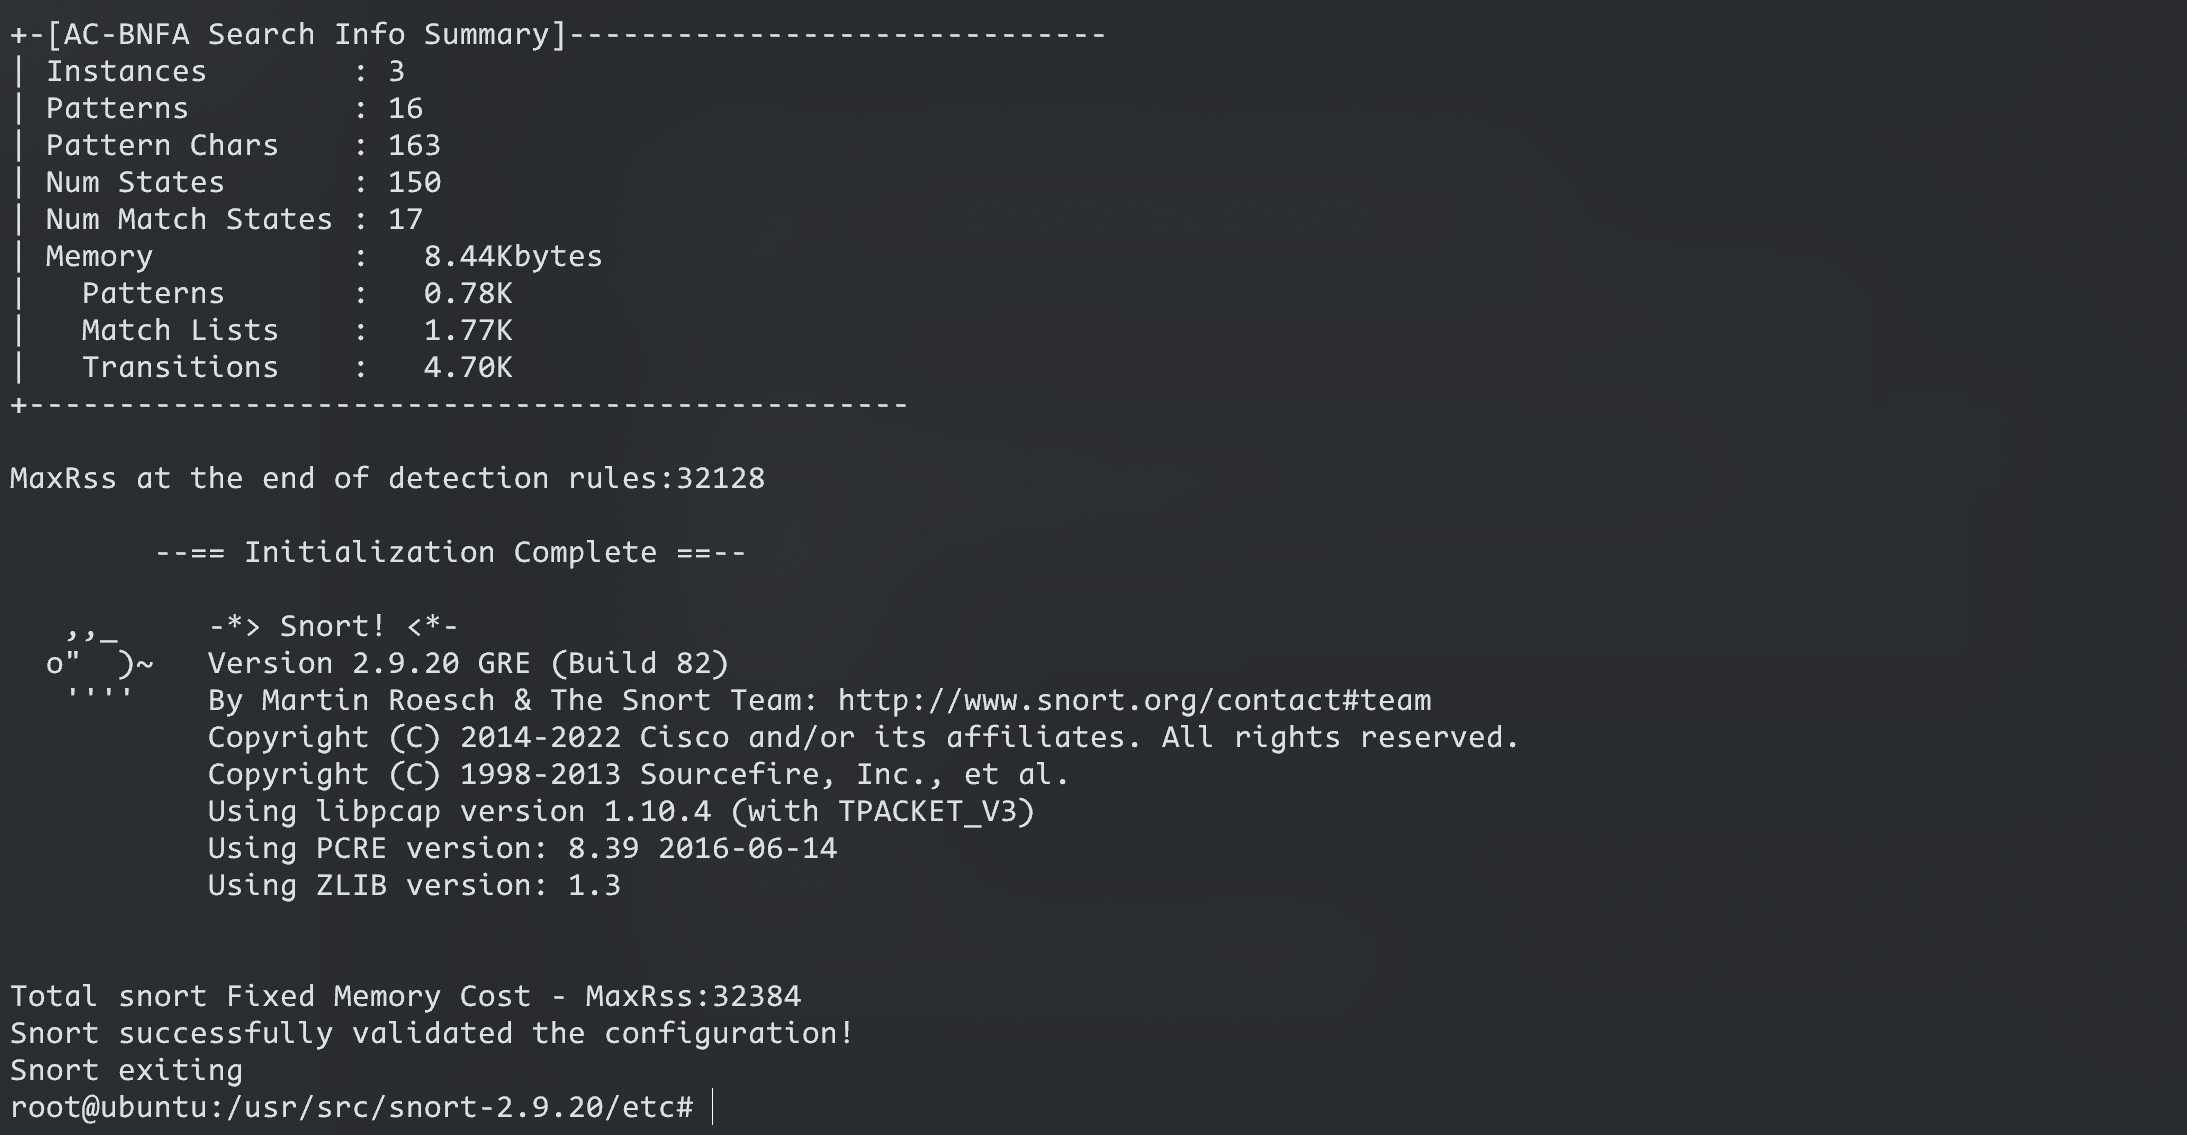 +-[AC-BNFA Search Info Summary]------------------------------
| Instances        : 3
| Patterns         : 16
| Pattern Chars    : 163
| Num States       : 150
| Num Match States : 17
| Memory           :   8.44Kbytes
|   Patterns       :   0.78K
|   Match Lists    :   1.77K
|   Transitions    :   4.70K
+-------------------------------------------------
MaxRss at the end of detection rules:32128
        --== Initialization Complete ==--
   ,,_     -*> Snort! <*-
  o"  )~   Version 2.9.20 GRE (Build 82)
   ''''    By Martin Roesch & The Snort Team: http://www.snort.org/contact#team
           Copyright (C) 2014-2022 Cisco and/or its affiliates. All rights reserved.
           Copyright (C) 1998-2013 Sourcefire, Inc., et al.
           Using libpcap version 1.10.4 (with TPACKET_V3)
           Using PCRE version: 8.39 2016-06-14
           Using ZLIB version: 1.3
Total snort Fixed Memory Cost - MaxRss:32384
Snort successfully validated the configuration!
Snort exiting
root@ubuntu:/usr/src/snort-2.9.20/etc#